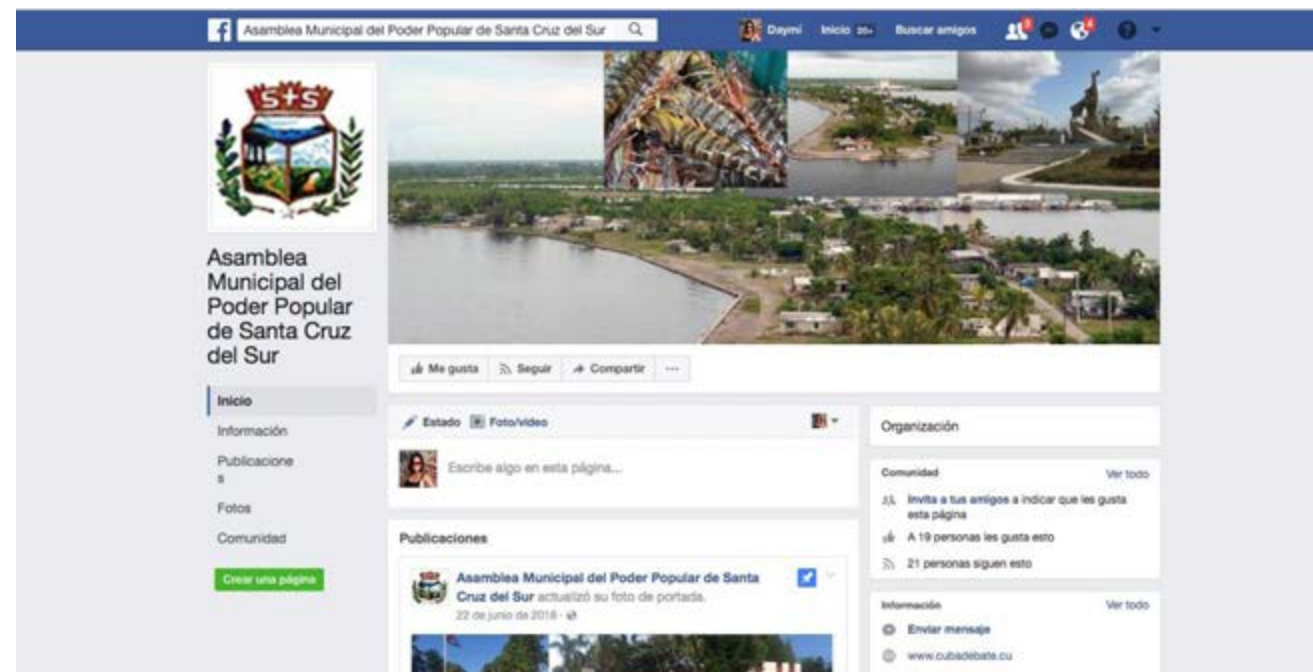 Asamblea Municipal del Poder Popular de Santa Cruz del Sur
Daymí Inicio 20+ Buscar amigos
S+S
Asamblea
Municipal del
Poder Popular
de Santa Cruz
del Sur
Me gusta Seguir Compartir ...
Inicio
Información
Publicacione
s
Fotos
Comunidad
Crear una página
Estado Foto/video
Escribe algo en esta página...
Publicaciones
Asamblea Municipal del Poder Popular de Santa
Cruz del Sur actualizó su foto de portada.
22 de junio de 2016
Organización
Comunidad Ver todo
Invita a tus amigos a indicar que les gusta
esta página
A 19 personas les gusta esto
21 personas siguen esto
Información Ver todo
Enviar mensaje
www.cubadebate.cu